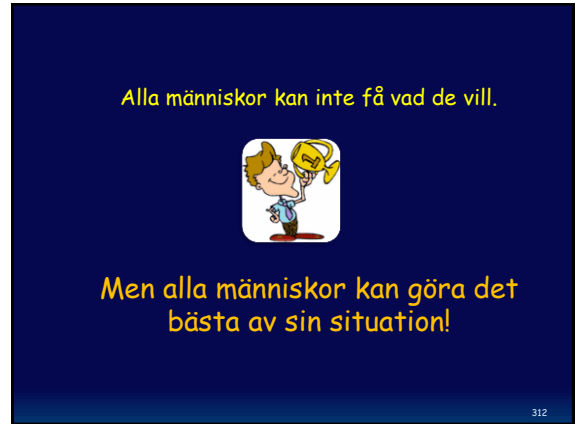 Alla människor kan inte få vad de vill.
1
Men alla människor kan göra det
bästa av sin situation!
312